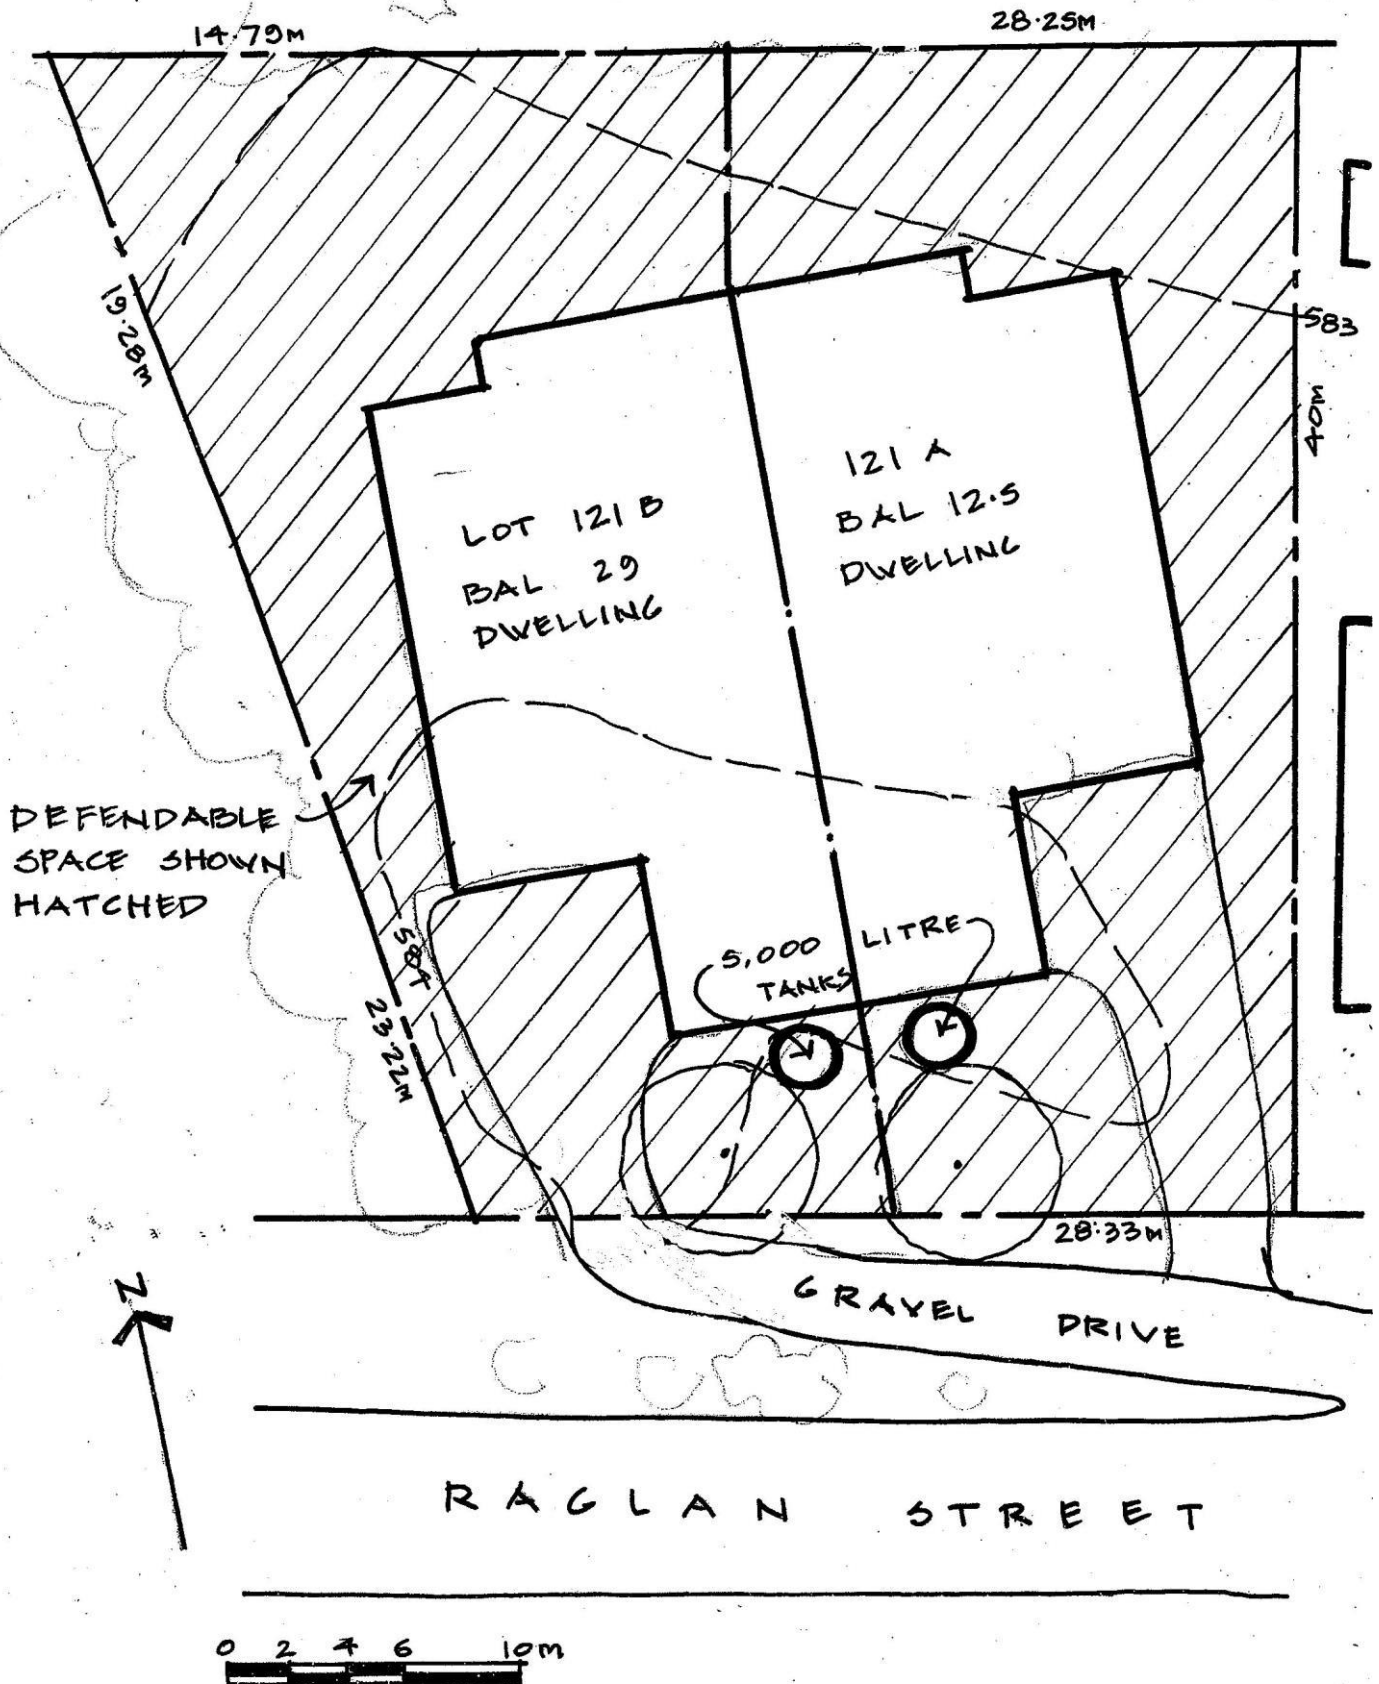 14.79M
28.25M
19.28M
583
40M
LOT 121 B
BAL 29
DWELLING
121 A
BAL 12.5
DWELLING
DEFENDABLE
SPACE SHOWN
HATCHED
584
23.22M
5,000 LITRE
TANKS
28.33M
GRAVEL DRIVE
N
RAGLAN STREET
0 2 4 6 10m